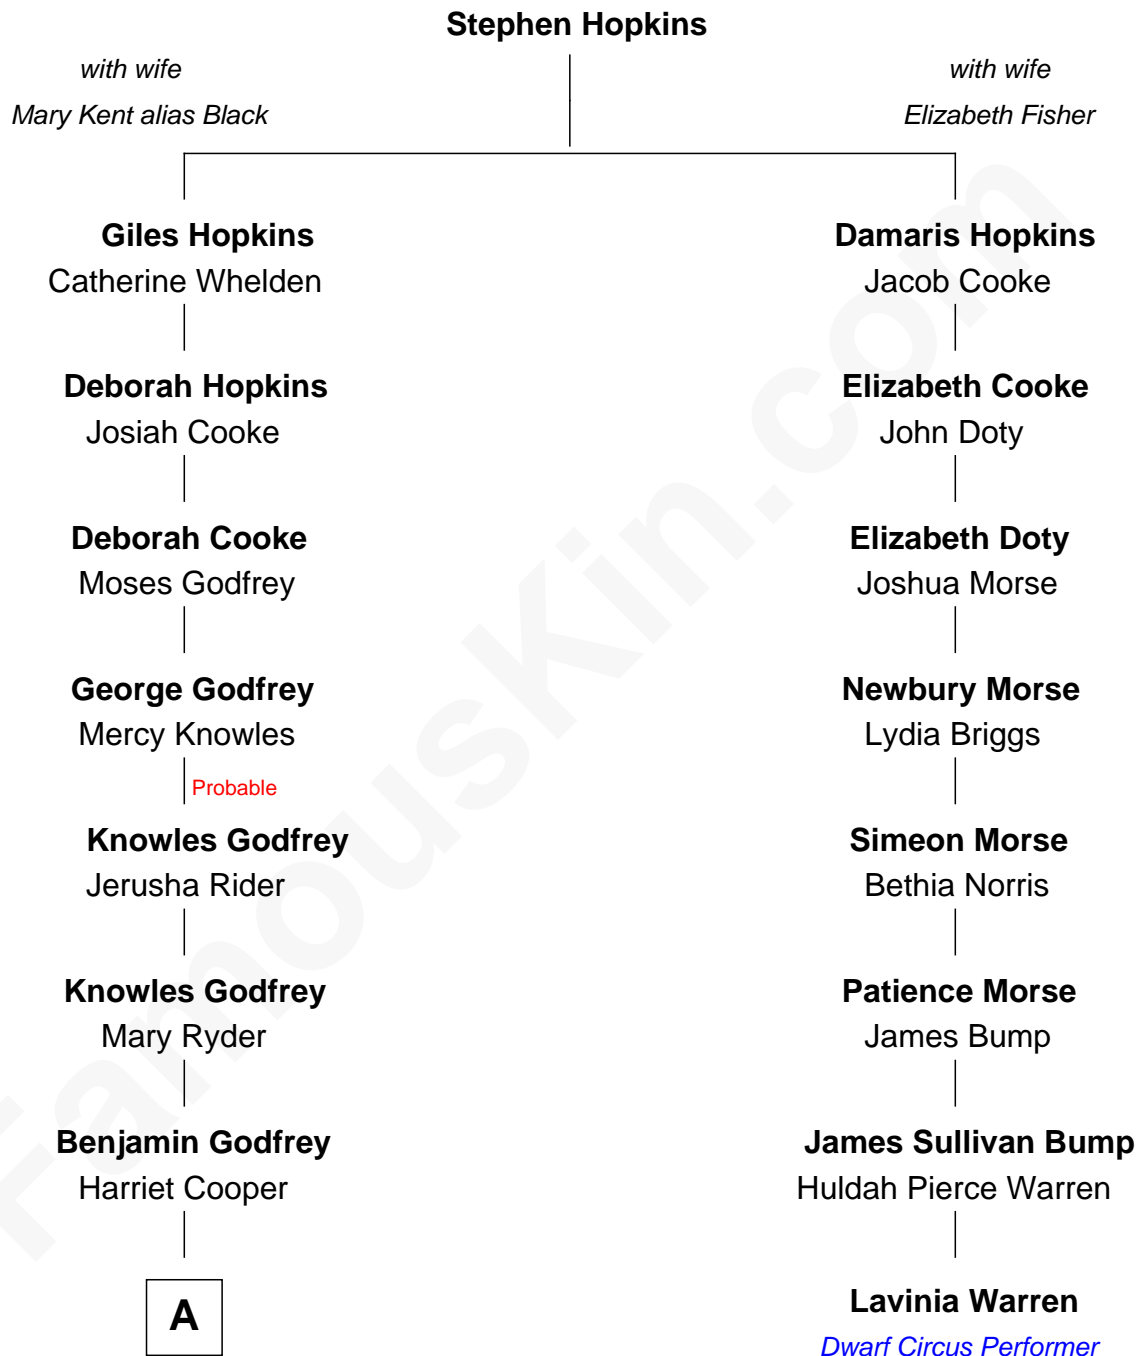 Stephen Hopkins
with wife
Mary Kent alias Black
with wife
Elizabeth Fisher
Giles Hopkins
Catherine Whelden
Damaris Hopkins
Jacob Cooke
Deborah Hopkins
Josiah Cooke
Elizabeth Cooke
John Doty
Deborah Cooke
Moses Godfrey
Elizabeth Doty
Joshua Morse
George Godfrey
Mercy Knowles
Newbury Morse
Lydia Briggs
Probable
Knowles Godfrey
Jerusha Rider
Simeon Morse
Bethia Norris
Knowles Godfrey
Mary Ryder
Patience Morse
James Bump
Benjamin Godfrey
Harriet Cooper
James Sullivan Bump
Huldah Pierce Warren
A
Lavinia Warren
Dwarf Circus Performer
FamousKin.com